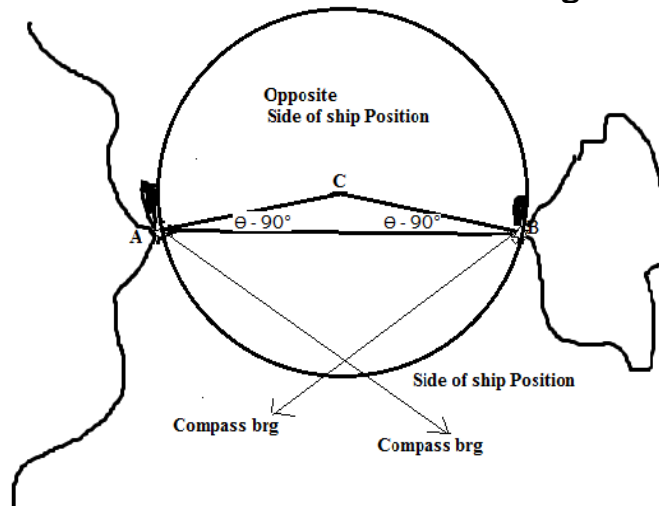 Opposite
Side of ship Position
C
A
Θ - 90°
Θ - 90°
B
Side of ship Position
Compass brg
Compass brg